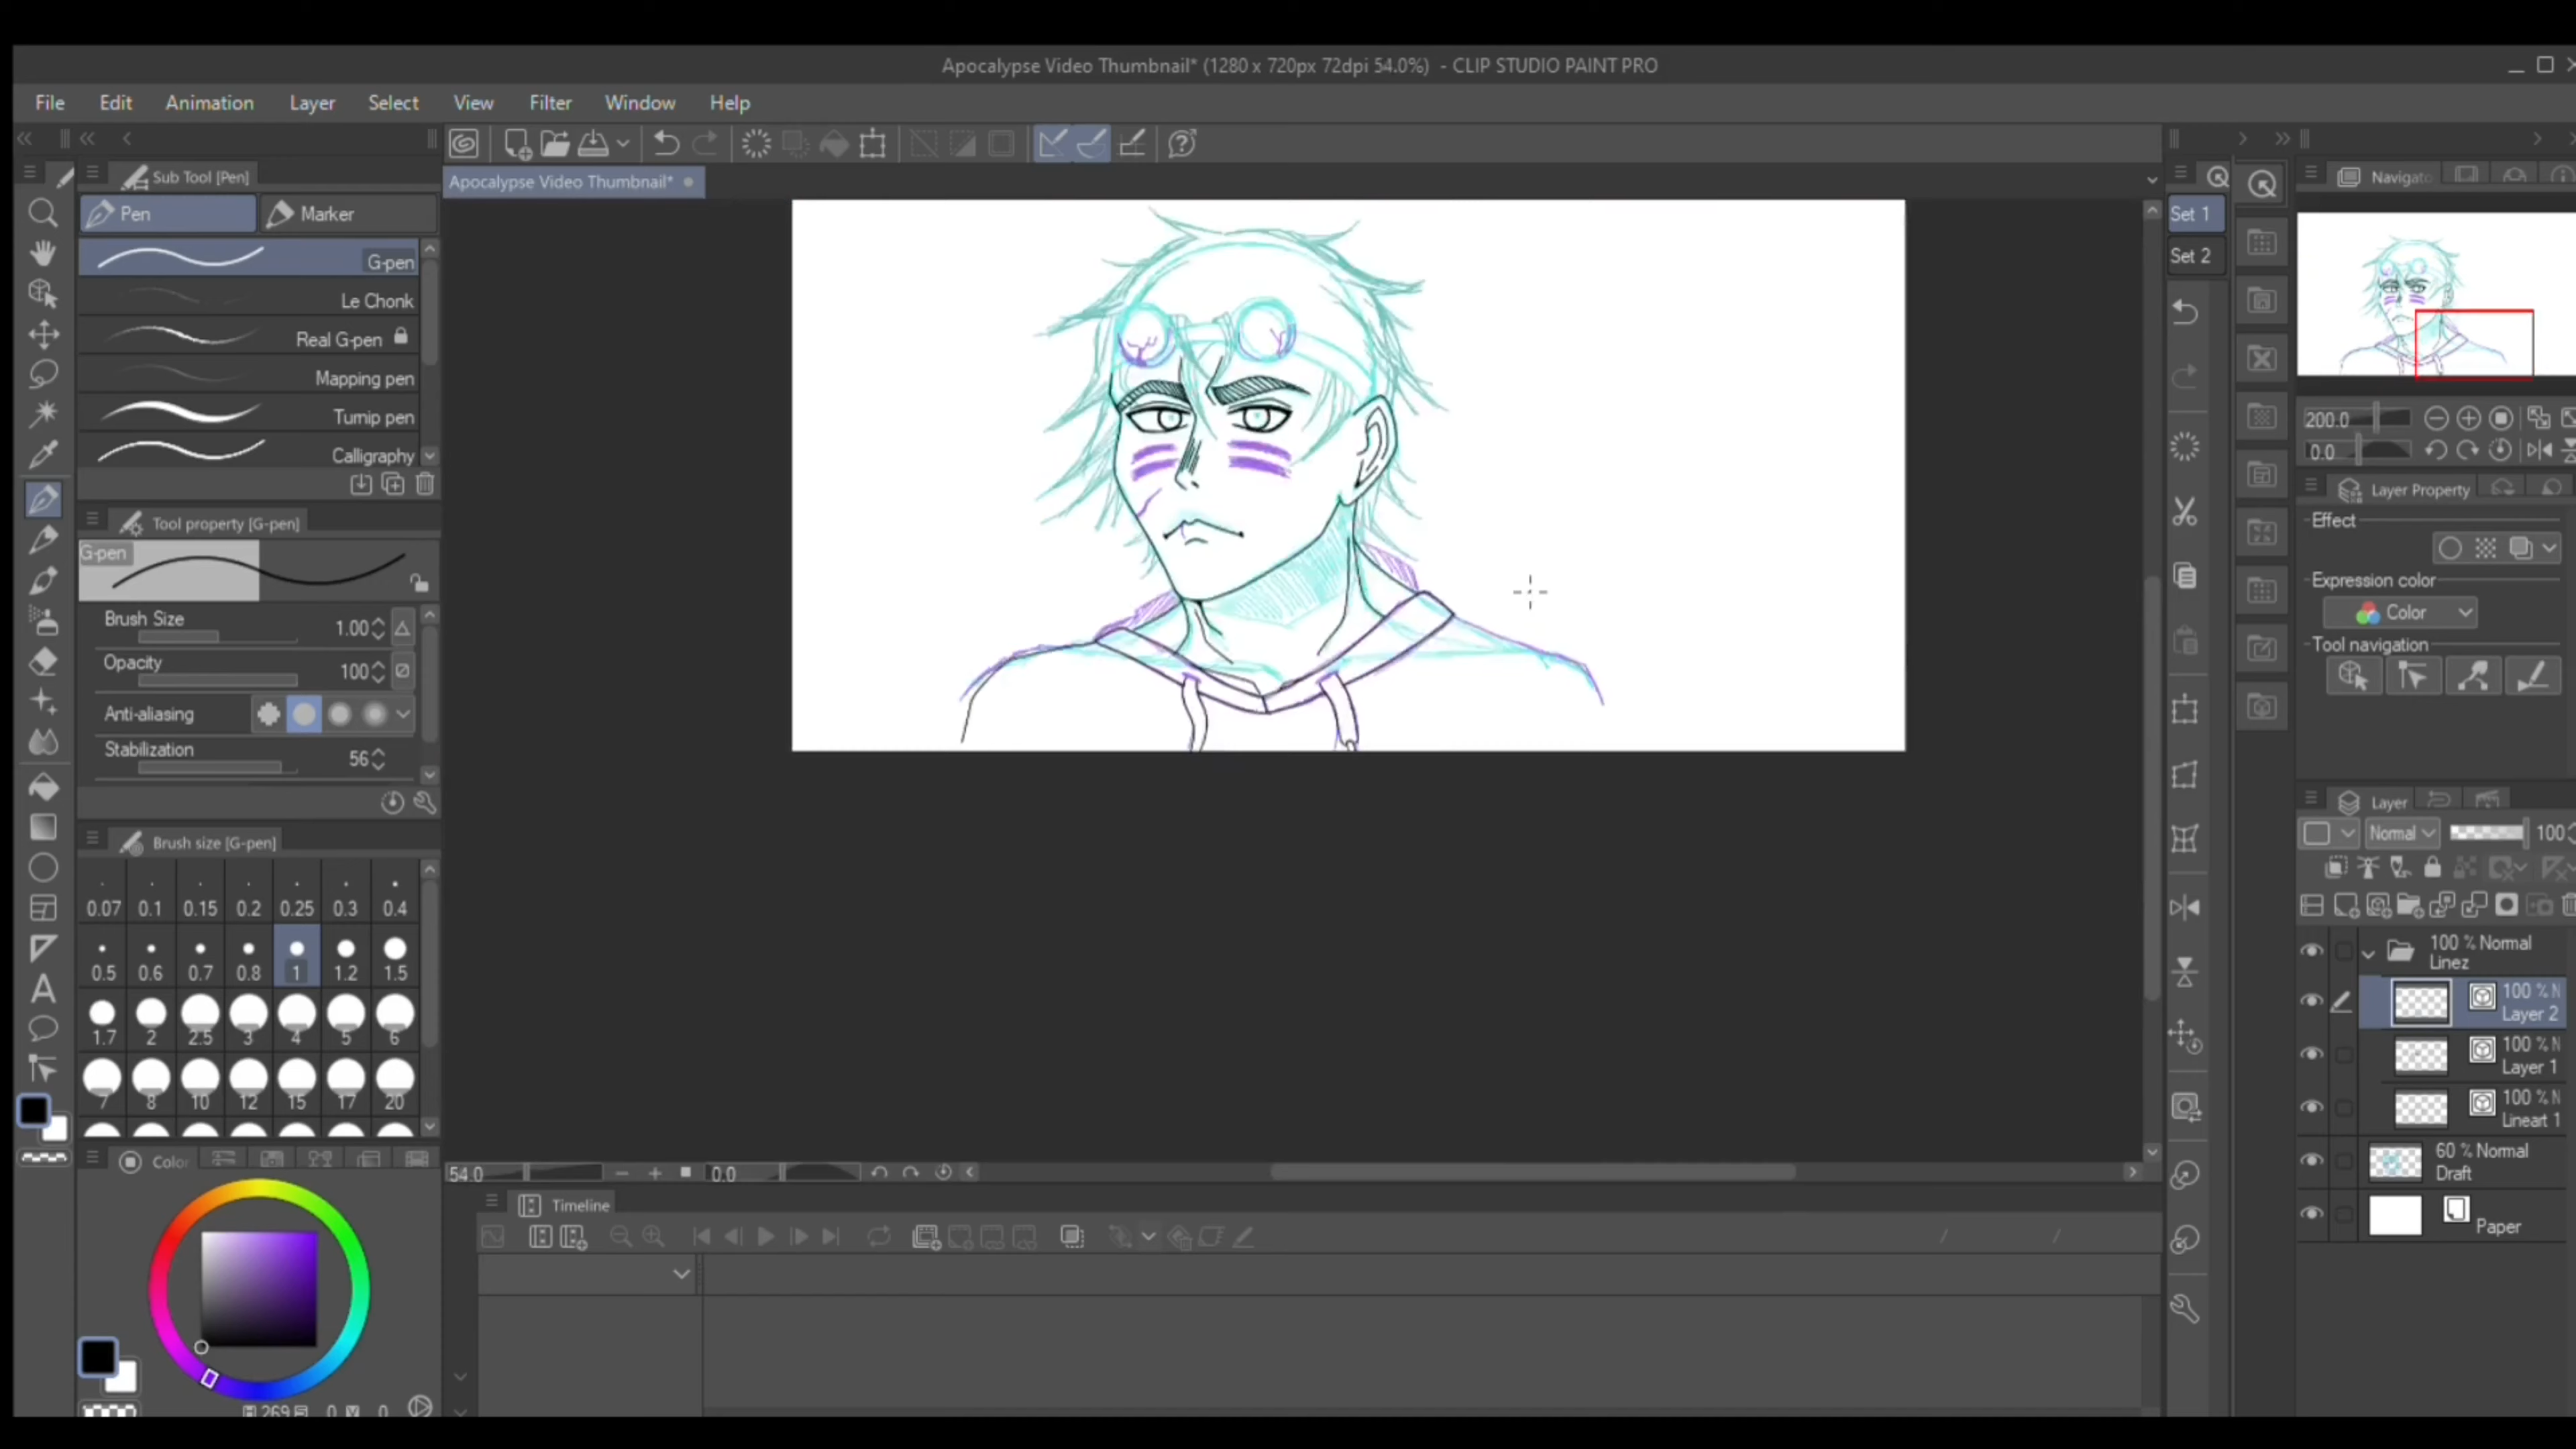 Apocalypse Video Thumbnail* (1280 x 720px 72dpi 54.0%) - CLIP STUDIO PAINT PRO
File Edit Animation Layer Select View Filter Window Help
Sub Tool [Pen]
Pen Marker
G-pen
Le Chonk
Real G-pen
Mapping pen
Turnip pen
Calligraphy
Tool property [G-pen]
G-pen
Brush Size 1.00
Opacity 100
Anti-aliasing
Stabilization 56
Brush size [G-pen]
0.07 0.1 0.15 0.2 0.25 0.3 0.4
0.5 0.6 0.7 0.8 1 1.2 1.5
1.7 2 2.5 3 4 5 6
7 8 10 12 15 17 20
Color
269 0 0
Apocalypse Video Thumbnail*
54.0 0.0
Timeline
Set 1
Set 2
Navigato
200.0
0.0
Layer Property
Effect
Expression color
Color
Tool navigation
Layer
Normal 100
100 % Normal
Linez
100 % N
Layer 2
100 % N
Layer 1
100 % N
Lineart 1
60 % Normal
Draft
Paper